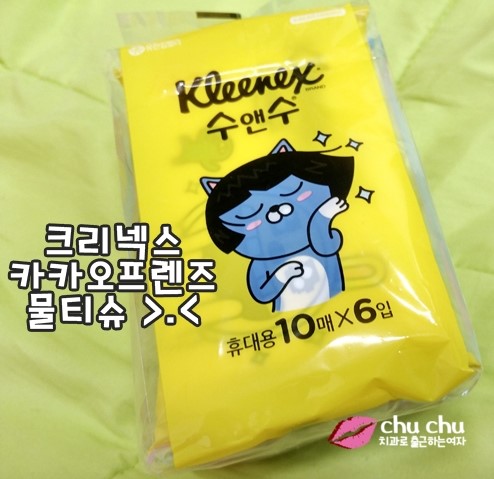 Kleenex
BRAND
수앤수
크리넥스
카카오프렌즈
물티슈 >.<
휴대용 10매×6입
chu chu
치과로 출근하는여자